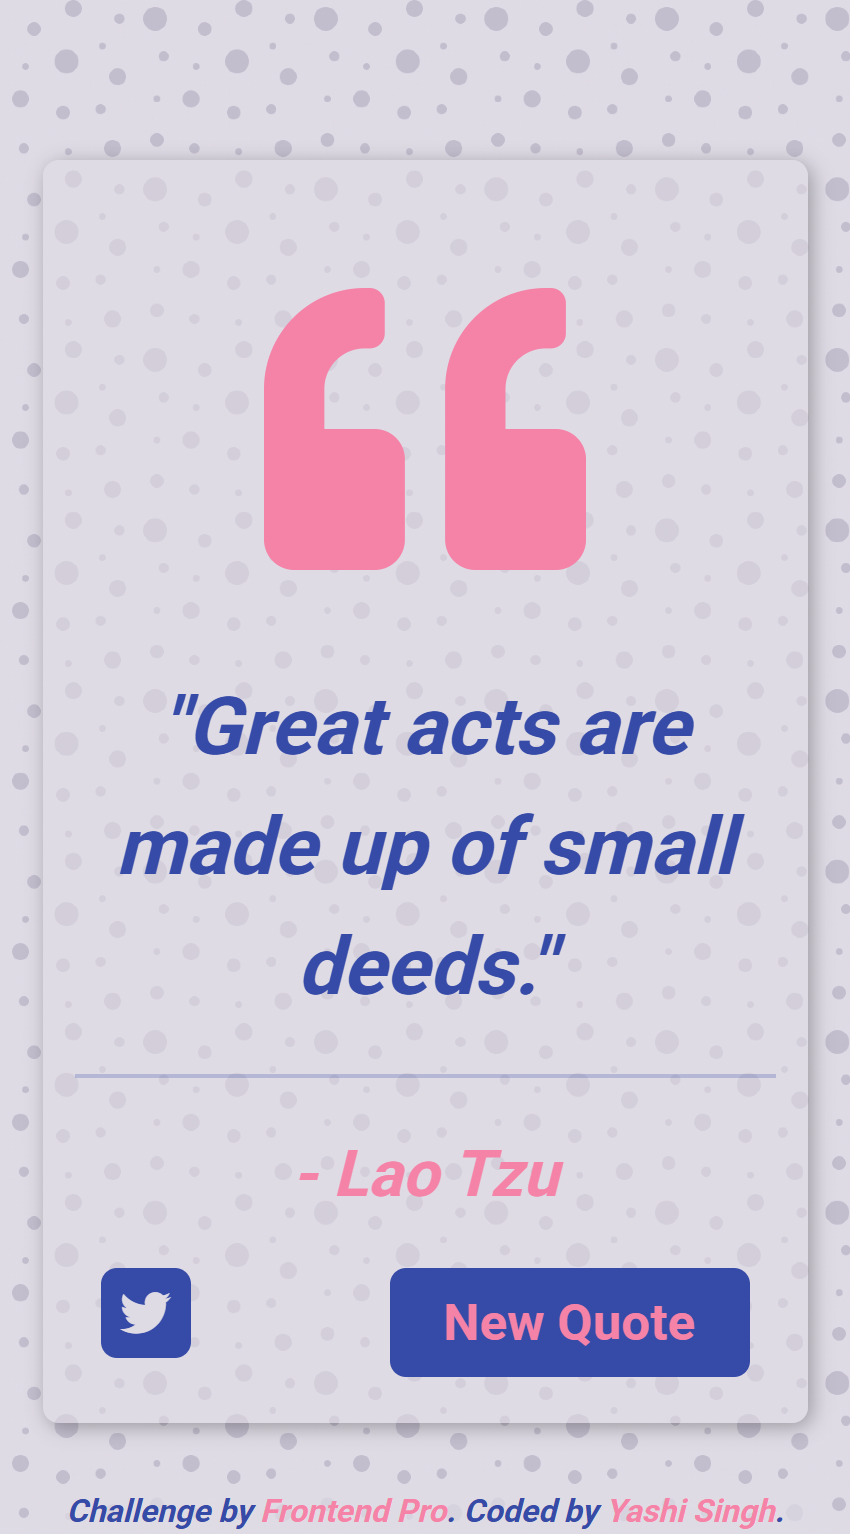 "Great acts are
made up of small
deeds."
- Lao Tzu
New Quote
Challenge by Frontend Pro. Coded by Yashi Singh.